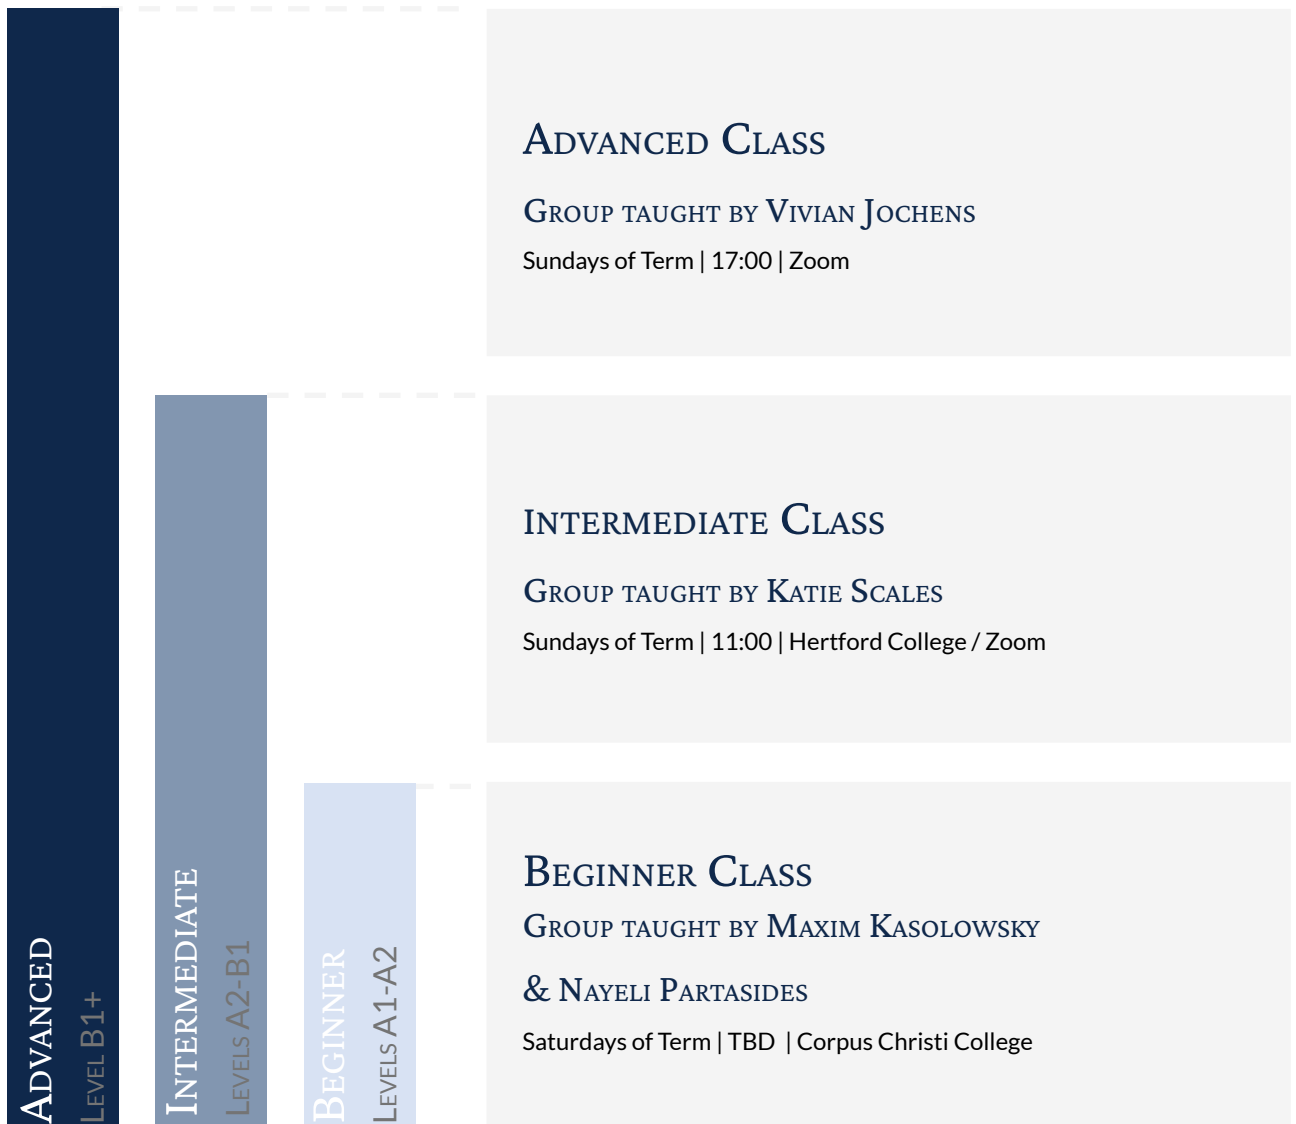 Advanced Class
Group taught by Vivian Jochens
Sundays of Term | 17:00 | Zoom
Intermediate Class
Group taught by Katie Scales
Sundays of Term | 11:00 | Hertford College / Zoom
Beginner Class
Group taught by Maxim Kasolowsky
& Nayeli Partasides
Saturdays of Term | TBD | Corpus Christi College
Advanced
Level B1+
Intermediate
Levels A2-B1
Beginner
Levels A1-A2